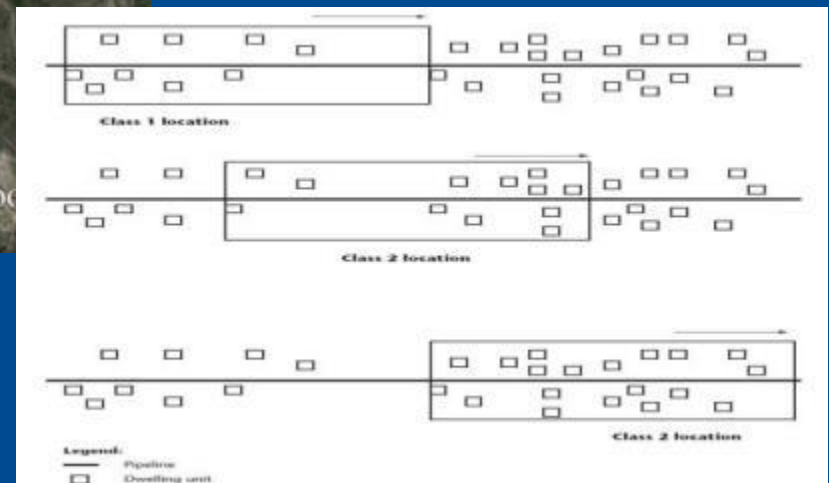 Class 1 location
Class 2 location
Class 2 location
Legend:
Pipeline
Dwelling unit